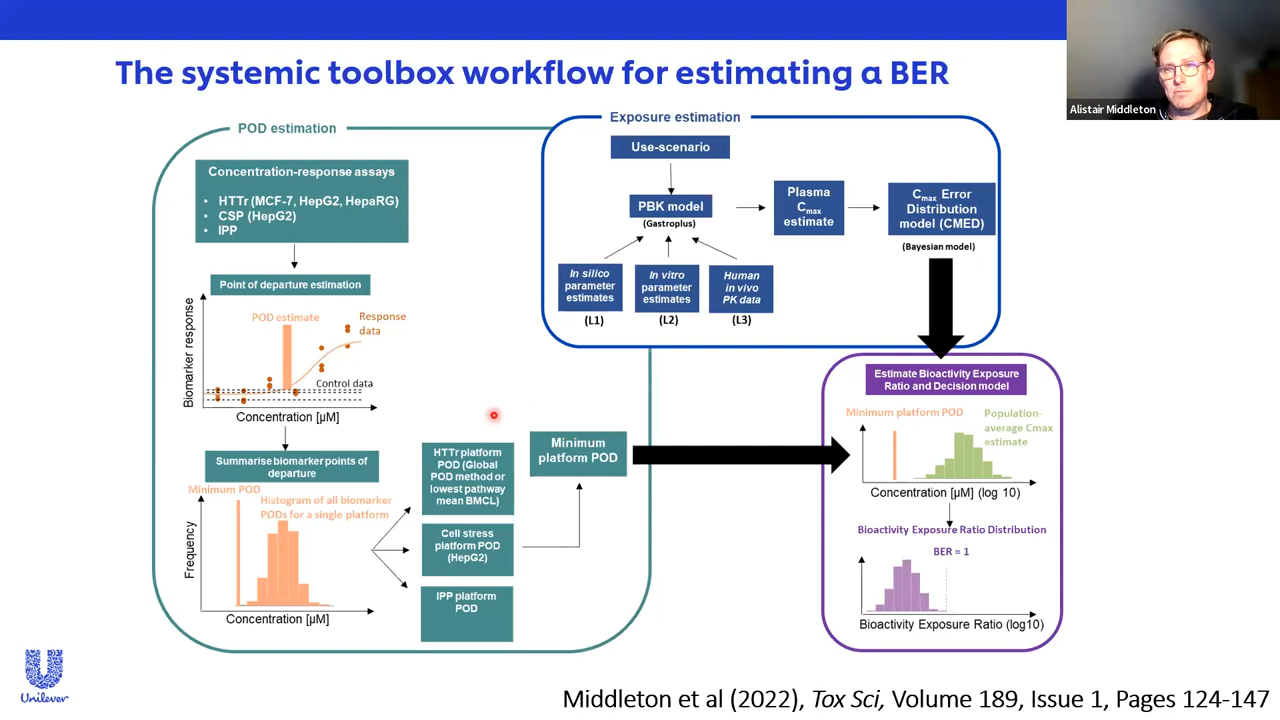 The systemic toolbox workflow for estimating a BER
Alistair Middleton
POD estimation
Concentration-response assays
• HTTr (MCF-7, HepG2, HepaRG)
• CSP (HepG2)
• IPP
Point of departure estimation
Biomarker response
POD estimate
Response
data
Control data
Concentration [µM]
Summarise biomarker points of
departure
Minimum POD
Histogram of all biomarker
PODs for a single platform
Frequency
Concentration [µM]
HTTr platform
POD (Global
POD method or
lowest pathway
mean BMCL)
Cell stress
platform POD
(HepG2)
IPP platform
POD
Minimum
platform POD
Exposure estimation
Use-scenario
PBK model
(Gastroplus)
In silico
parameter
estimates
(L1)
In vitro
parameter
estimates
(L2)
Human
in vivo
PK data
(L3)
Plasma
Cmax
estimate
Cmax Error
Distribution
model (CMED)
(Bayesian model)
Estimate Bioactivity Exposure
Ratio and Decision model
Minimum platform POD
Population-
average Cmax
estimate
Concentration [µM] (log 10)
Bioactivity Exposure Ratio Distribution
BER = 1
Bioactivity Exposure Ratio (log10)
Unilever
Middleton et al (2022), Tox Sci, Volume 189, Issue 1, Pages 124-147